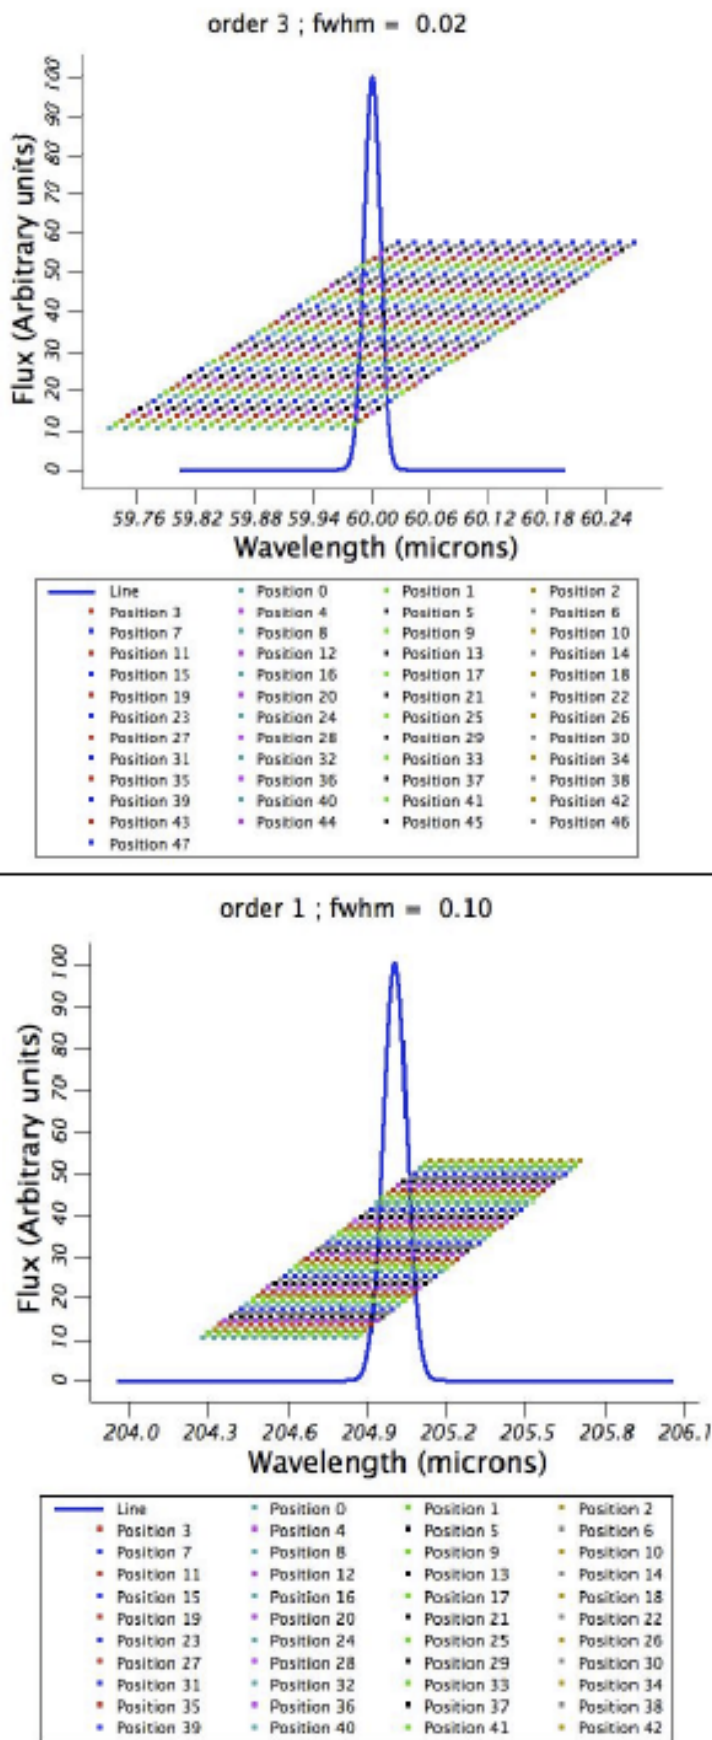 order 3 ; fwhm = 0.02
Flux (Arbitrary units)
100
90
80
70
60
50
40
30
20
10
0
59.76 59.82 59.88 59.94 60.00 60.06 60.12 60.18 60.24
Wavelength (microns)
Line Position 0 Position 1 Position 2
Position 3 Position 4 Position 5 Position 6
Position 7 Position 8 Position 9 Position 10
Position 11 Position 12 Position 13 Position 14
Position 15 Position 16 Position 17 Position 18
Position 19 Position 20 Position 21 Position 22
Position 23 Position 24 Position 25 Position 26
Position 27 Position 28 Position 29 Position 30
Position 31 Position 32 Position 33 Position 34
Position 35 Position 36 Position 37 Position 38
Position 39 Position 40 Position 41 Position 42
Position 43 Position 44 Position 45 Position 46
Position 47
order 1 ; fwhm = 0.10
Flux (Arbitrary units)
100
90
80
70
60
50
40
30
20
10
0
204.0 204.3 204.6 204.9 205.2 205.5 205.8 206.1
Wavelength (microns)
Line Position 0 Position 1 Position 2
Position 3 Position 4 Position 5 Position 6
Position 7 Position 8 Position 9 Position 10
Position 11 Position 12 Position 13 Position 14
Position 15 Position 16 Position 17 Position 18
Position 19 Position 20 Position 21 Position 22
Position 23 Position 24 Position 25 Position 26
Position 27 Position 28 Position 29 Position 30
Position 31 Position 32 Position 33 Position 34
Position 35 Position 36 Position 37 Position 38
Position 39 Position 40 Position 41 Position 42